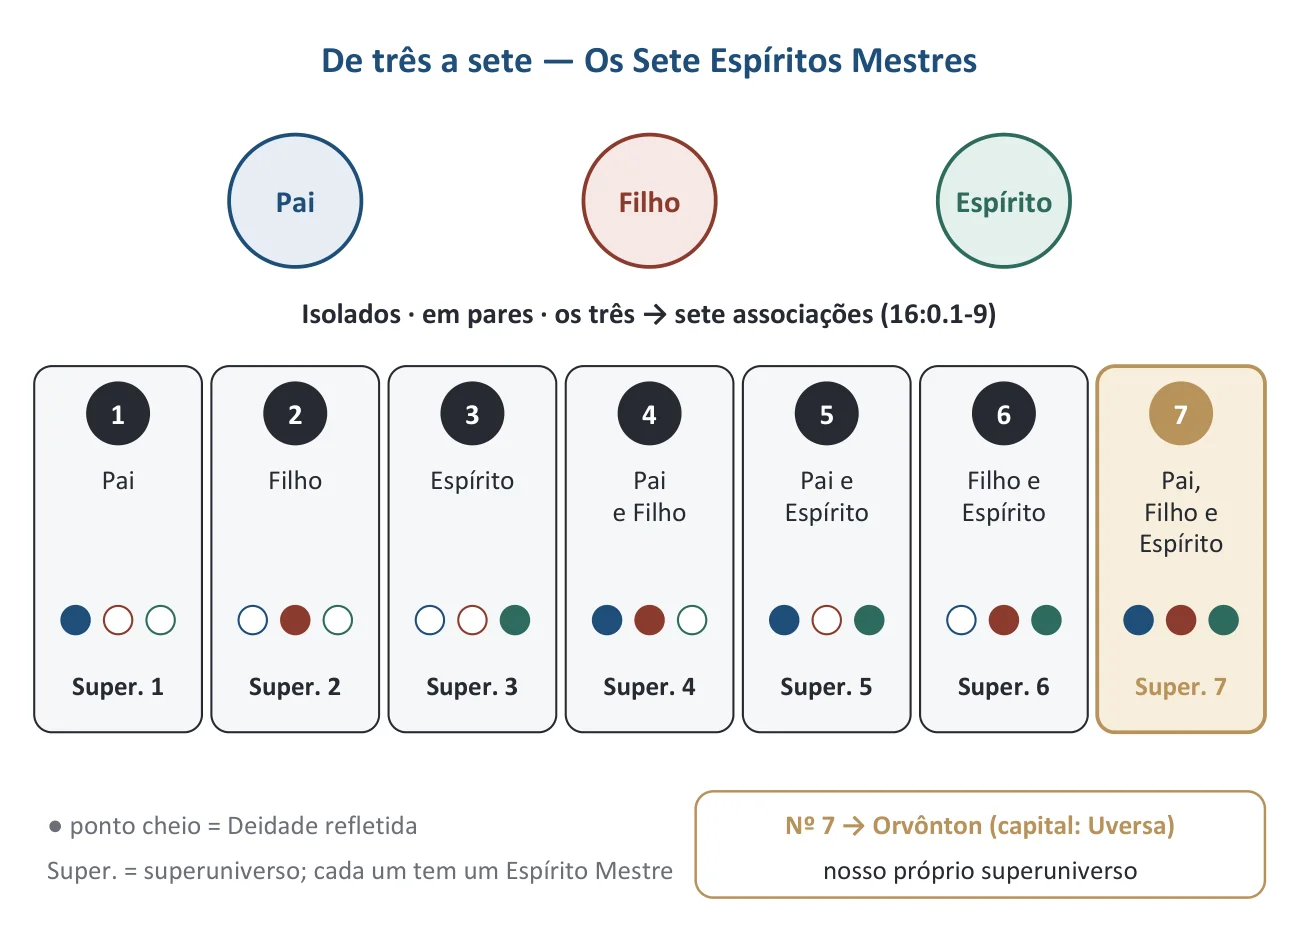 De três a sete — Os Sete Espíritos Mestres
Pai
Filho
Espírito
Isolados · em pares · os três → sete associações (16:0.1-9)
1
Pai
Super. 1
2
Filho
Super. 2
3
Espírito
Super. 3
4
Pai
e Filho
Super. 4
5
Pai e
Espírito
Super. 5
6
Filho e
Espírito
Super. 6
7
Pai,
Filho e
Espírito
Super. 7
● ponto cheio = Deidade refletida
Super. = superuniverso; cada um tem um Espírito Mestre
Nº 7 → Orvônton (capital: Uversa)
nosso próprio superuniverso